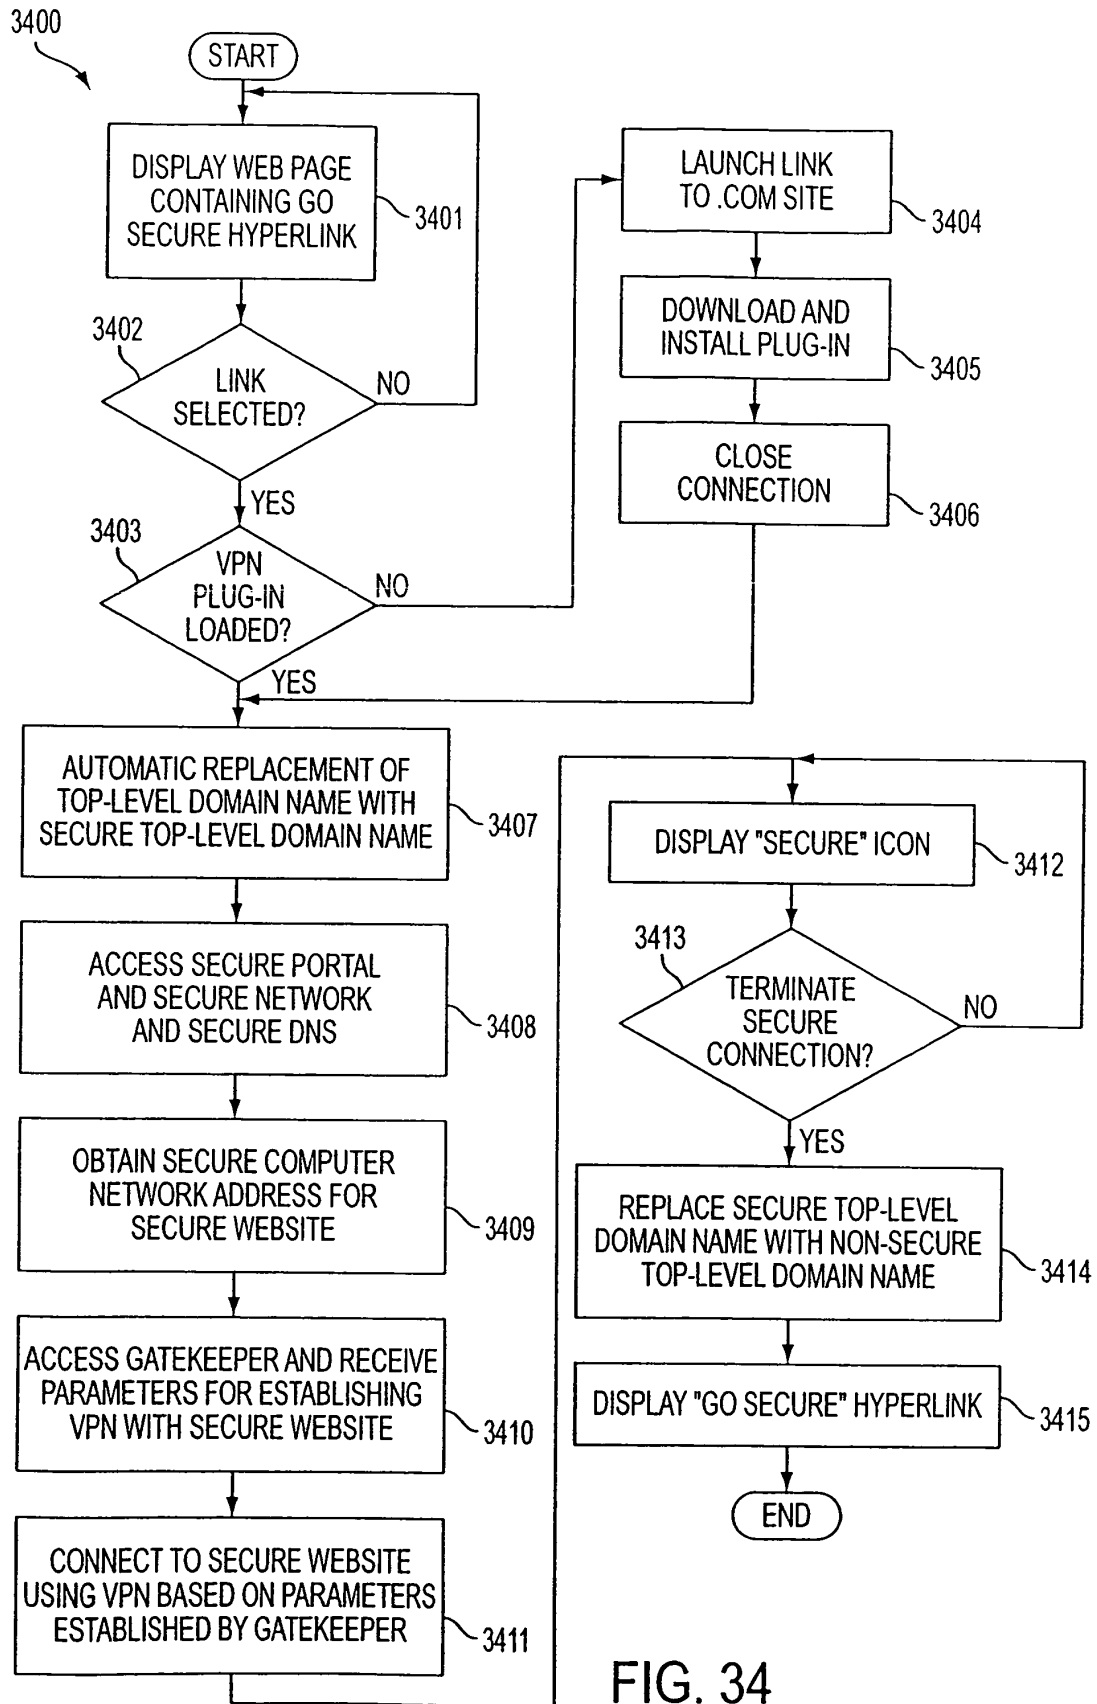 3400
START
DISPLAY WEB PAGE
CONTAINING GO
SECURE HYPERLINK
3401
3402
LINK
SELECTED?
NO
YES
3403
VPN
PLUG-IN
LOADED?
NO
YES
LAUNCH LINK
TO .COM SITE
3404
DOWNLOAD AND
INSTALL PLUG-IN
3405
CLOSE
CONNECTION
3406
AUTOMATIC REPLACEMENT OF
TOP-LEVEL DOMAIN NAME WITH
SECURE TOP-LEVEL DOMAIN NAME
3407
ACCESS SECURE PORTAL
AND SECURE NETWORK
AND SECURE DNS
3408
OBTAIN SECURE COMPUTER
NETWORK ADDRESS FOR
SECURE WEBSITE
3409
ACCESS GATEKEEPER AND RECEIVE
PARAMETERS FOR ESTABLISHING
VPN WITH SECURE WEBSITE
3410
CONNECT TO SECURE WEBSITE
USING VPN BASED ON PARAMETERS
ESTABLISHED BY GATEKEEPER
3411
DISPLAY "SECURE" ICON
3412
3413
TERMINATE
SECURE
CONNECTION?
NO
YES
REPLACE SECURE TOP-LEVEL
DOMAIN NAME WITH NON-SECURE
TOP-LEVEL DOMAIN NAME
3414
DISPLAY "GO SECURE" HYPERLINK
3415
END
FIG. 34